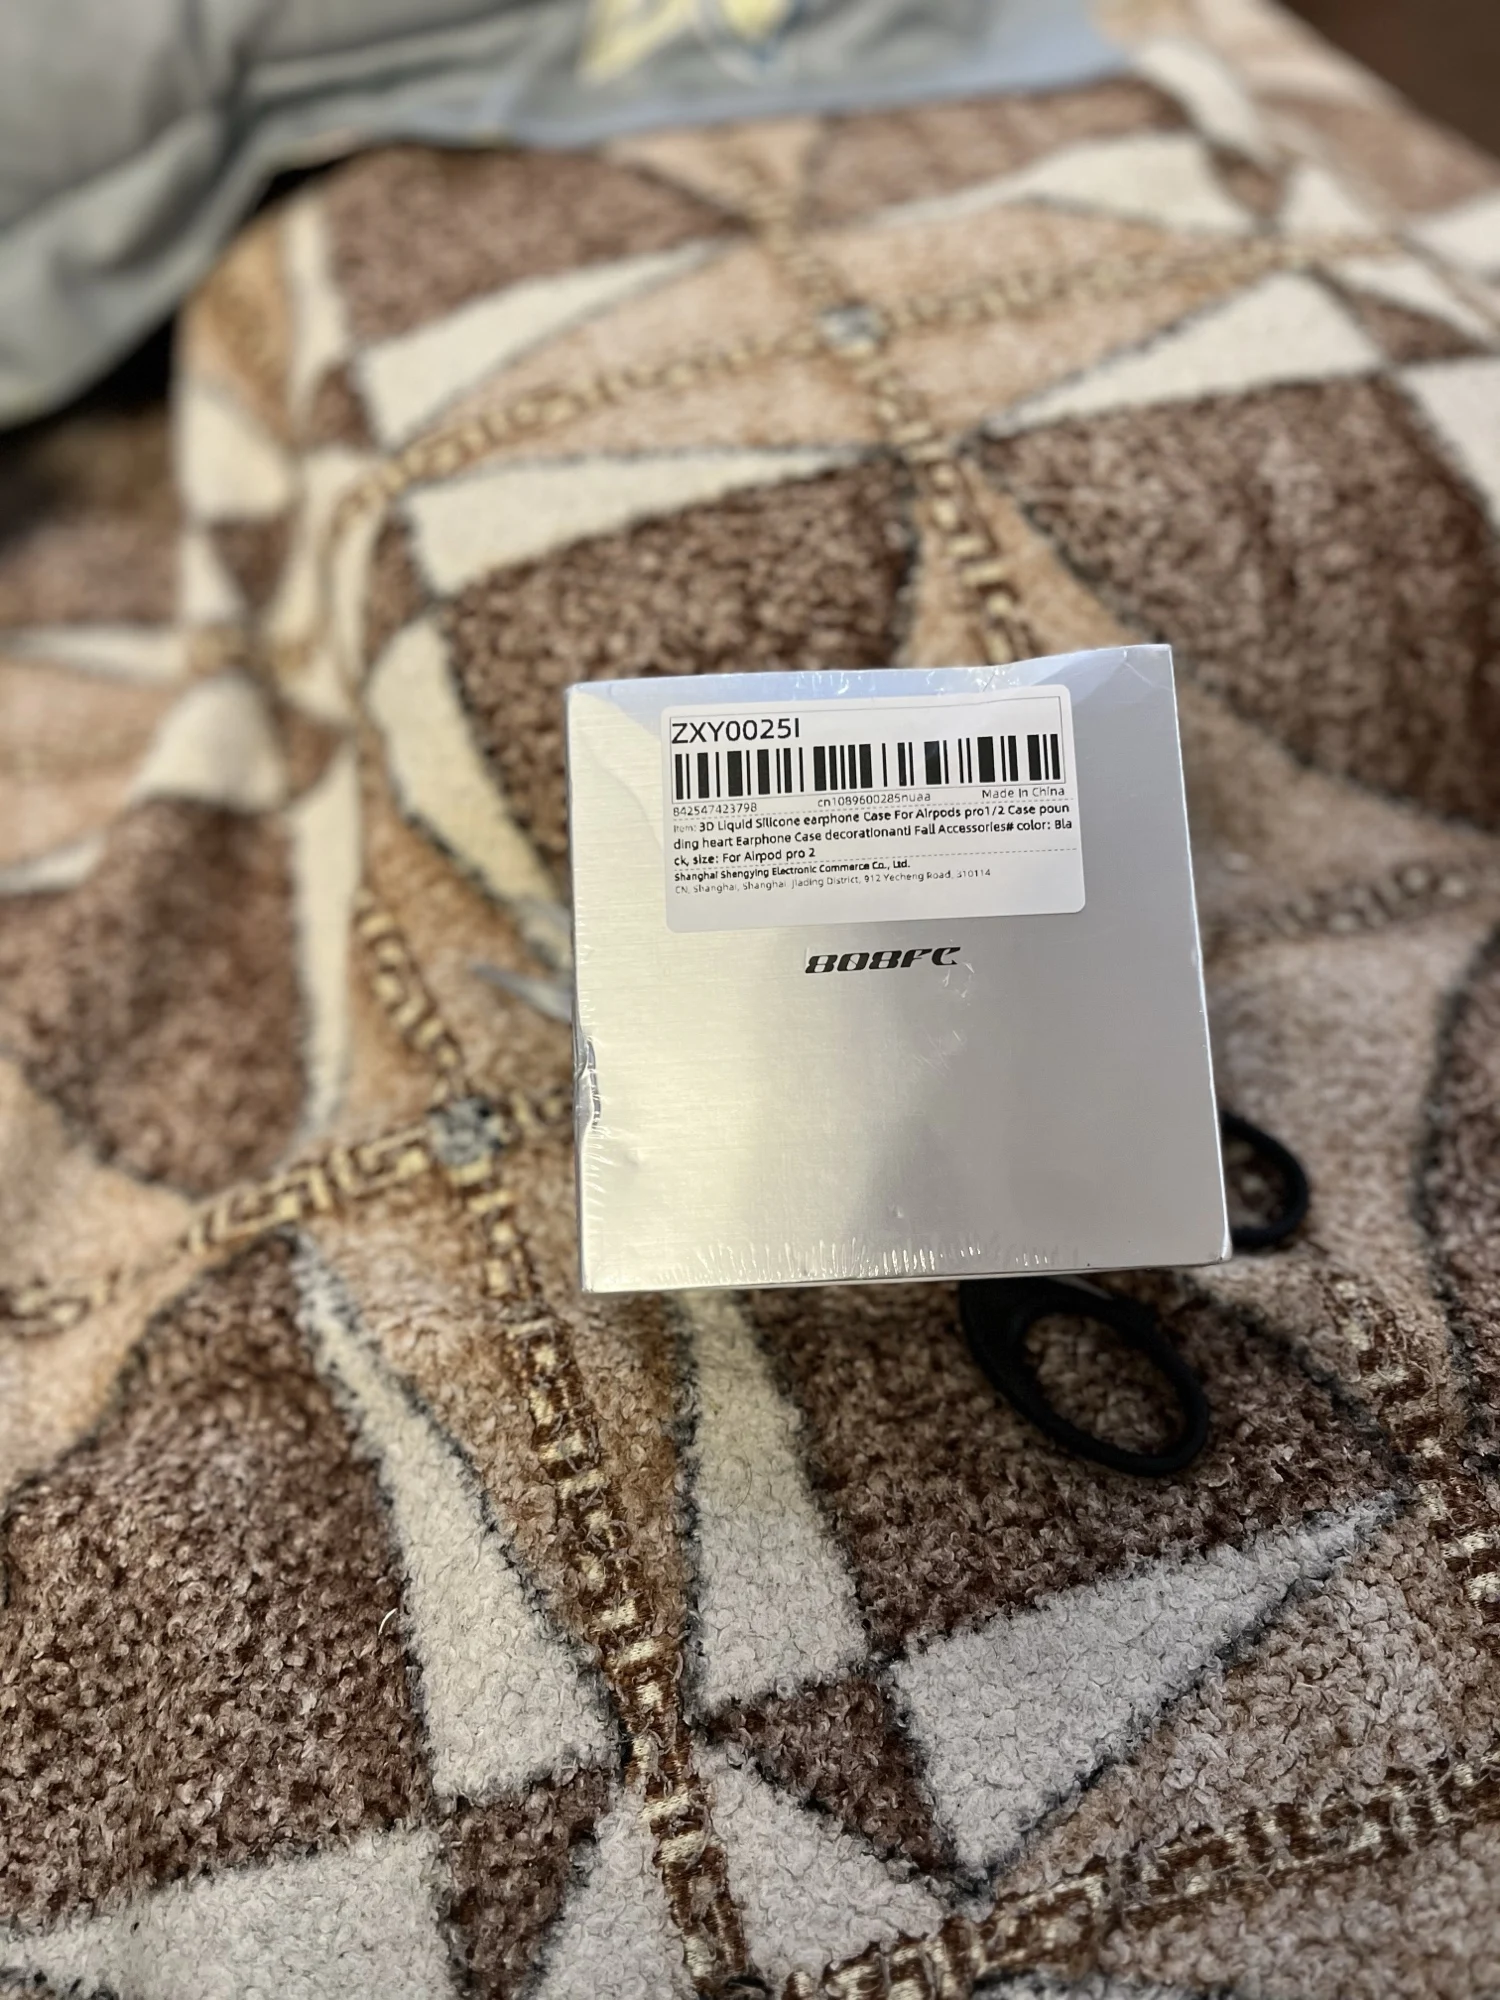 ZXY0025I
842547423798 cn1089600285nuaa Made In China
Item: 3D Liquid Silicone earphone Case For Airpods pro1/2 Case poun
ding heart Earphone Case decorationanti Fall Accessories# color: Bla
ck, size: For Airpod pro 2
Shanghai Shengying Electronic Commerce Co., Ltd.
CN, Shanghai, Shanghai, Jiading District, 912 Yecheng Road, 310114
808FC